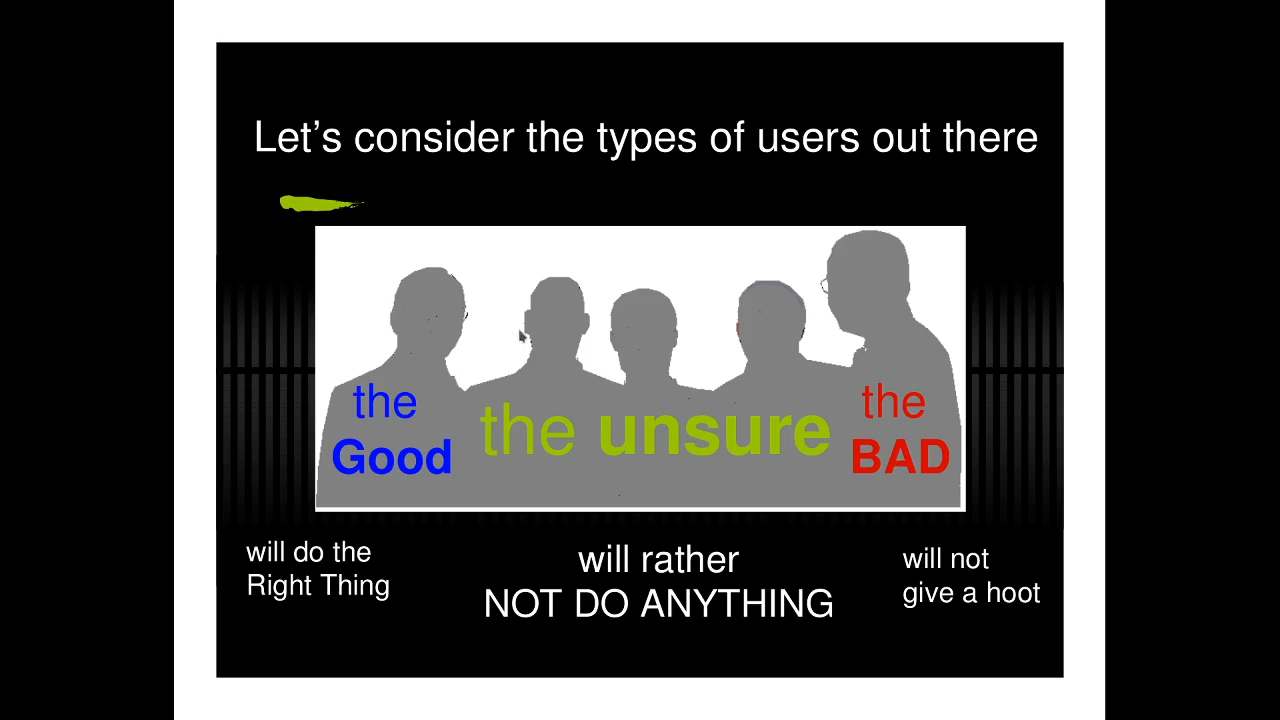 Let's consider the types of users out there
the
Good
the unsure
the
BAD
will do the
Right Thing
will rather
NOT DO ANYTHING
will not
give a hoot